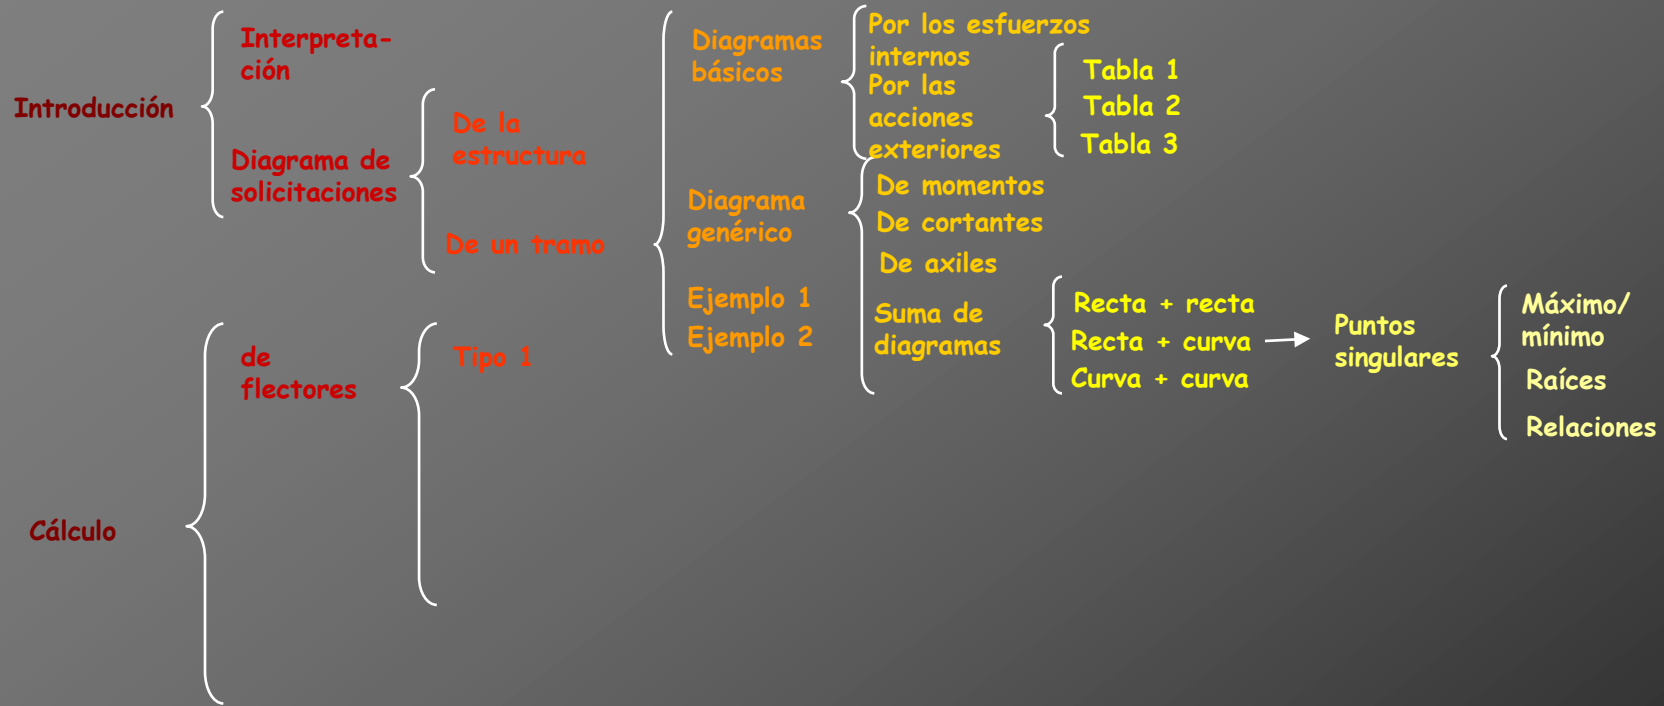 Introducción
Interpreta-
ción
Diagrama de
solicitaciones
De la
estructura
De un tramo
Diagramas
básicos
Por los esfuerzos
internos
Por las
acciones
exteriores
Tabla 1
Tabla 2
Tabla 3
Diagrama
genérico
De momentos
De cortantes
De axiles
Suma de
diagramas
Recta + recta
Recta + curva
Curva + curva
Puntos
singulares
Máximo/
mínimo
Raíces
Relaciones
Ejemplo 1
Ejemplo 2
Cálculo
de
flectores
Tipo 1